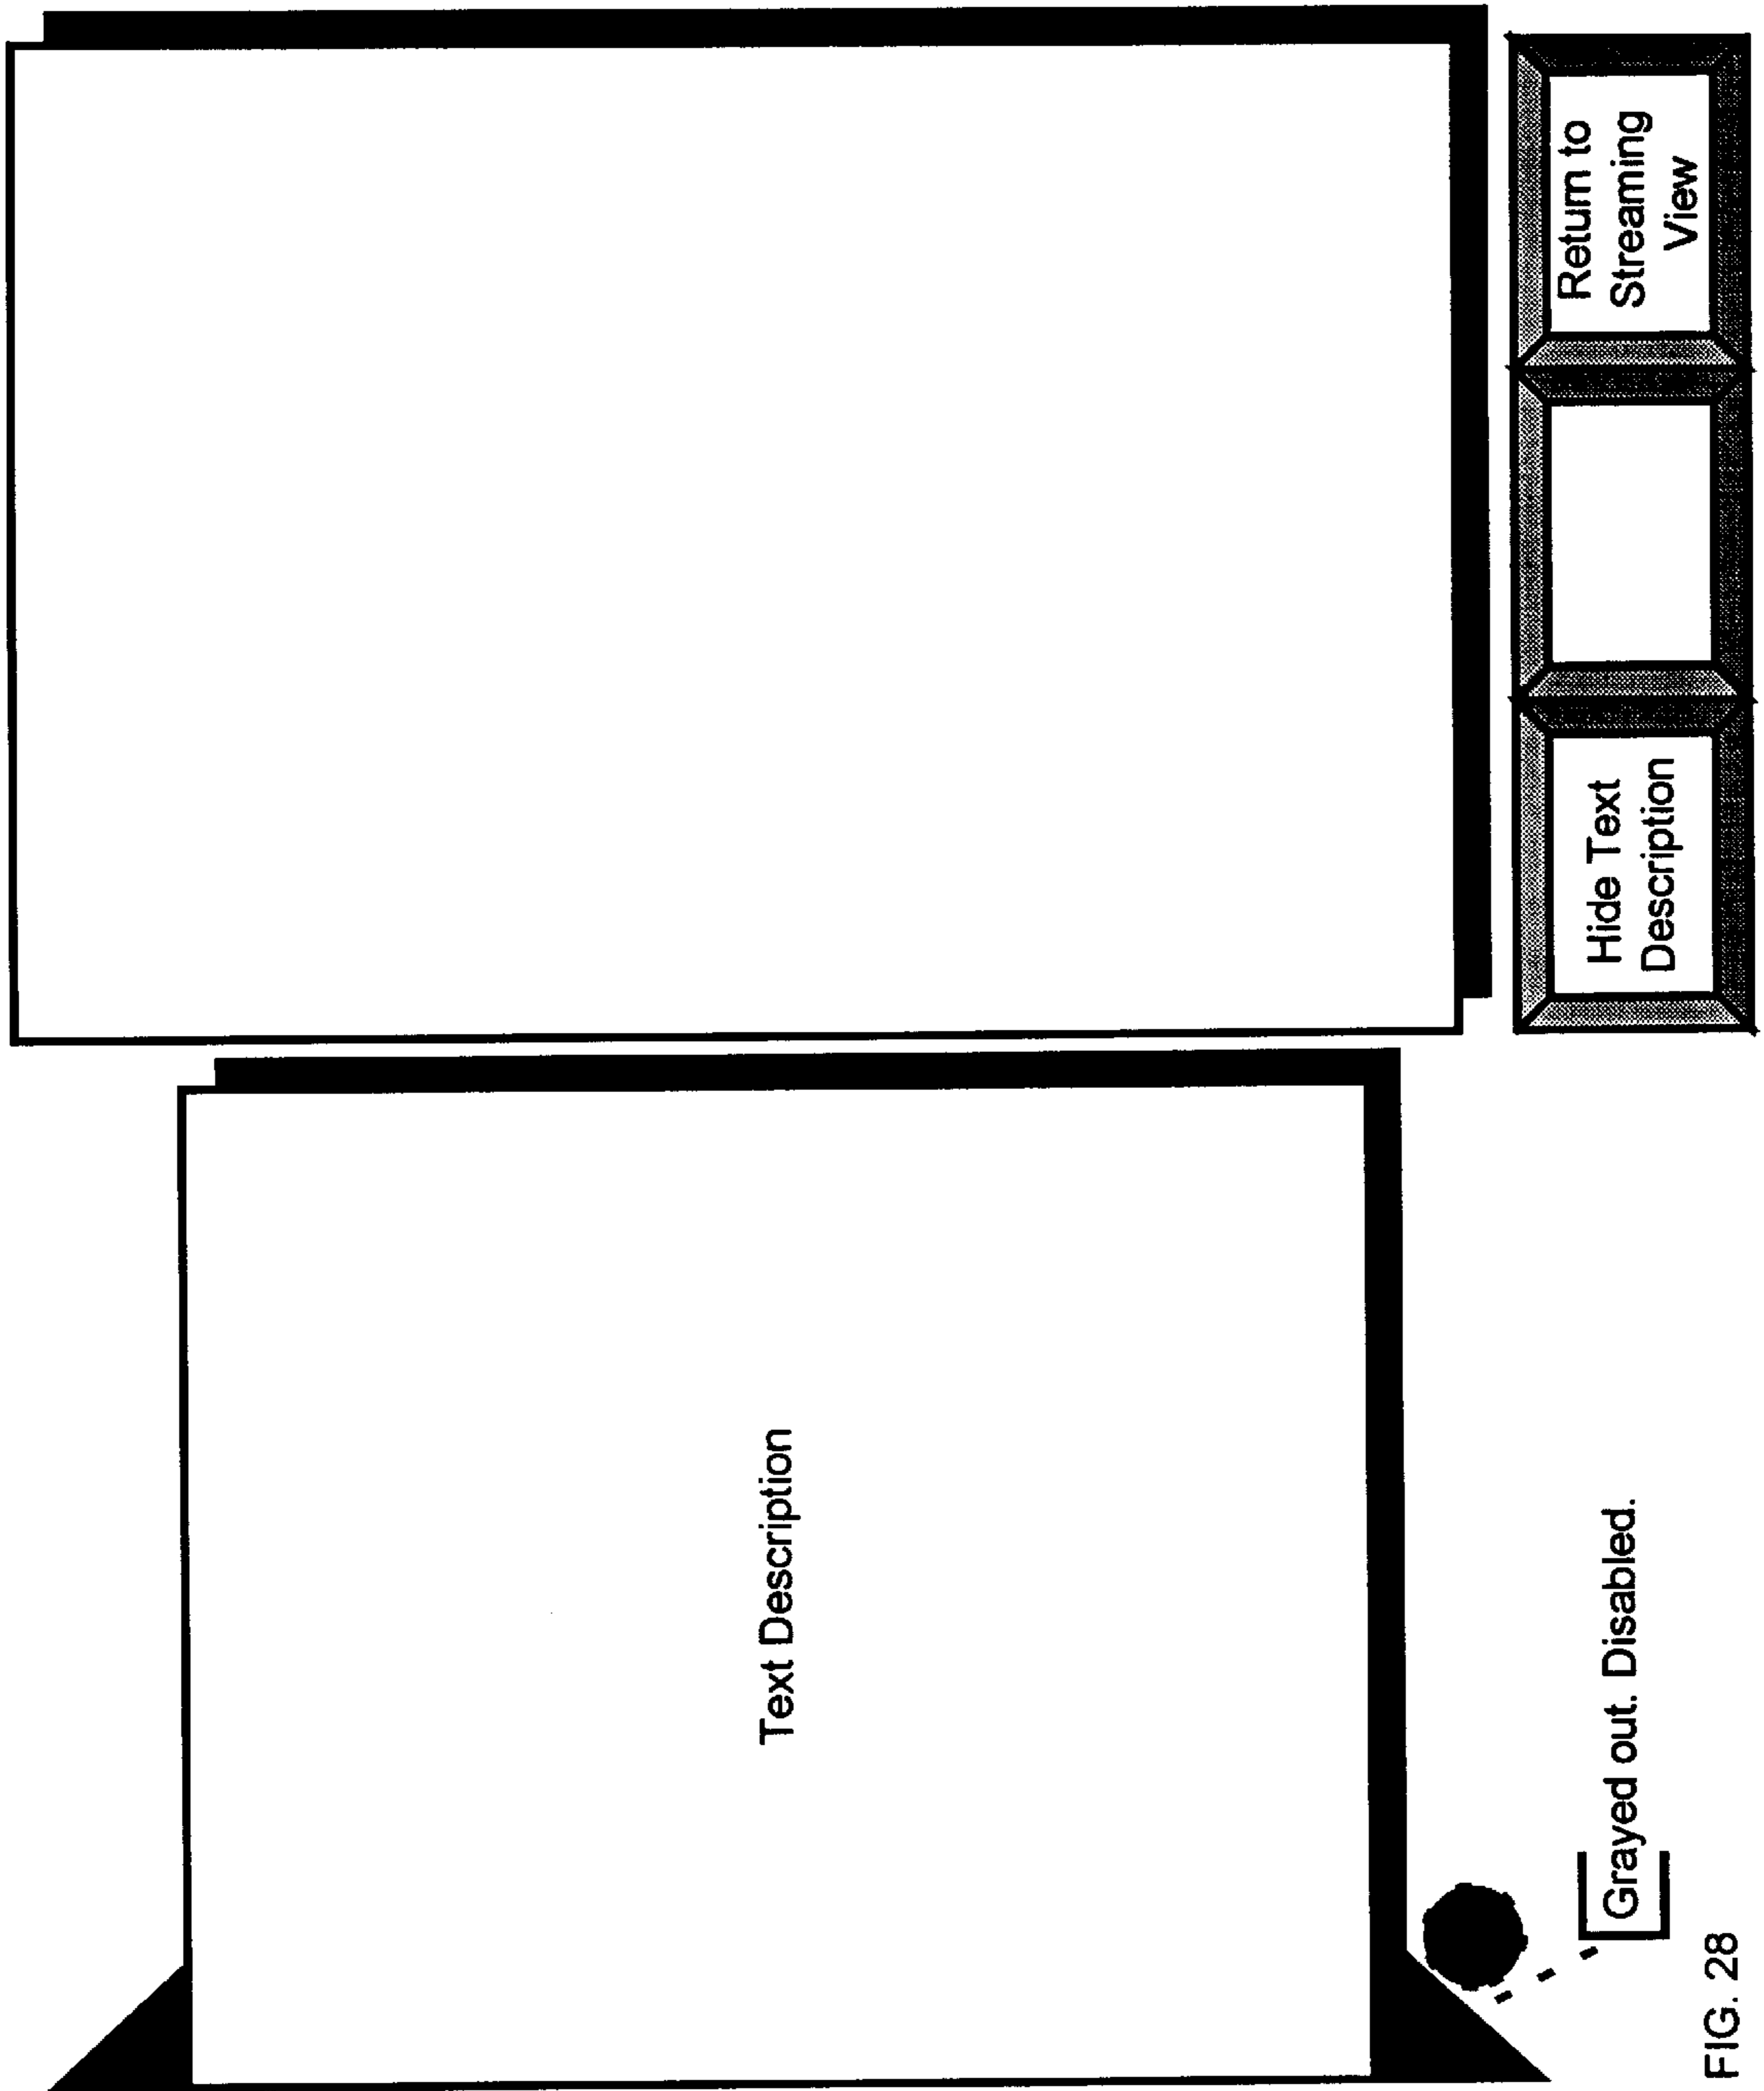 Text Description
Hide Text
Description
Return to
Streaming
View
Grayed out. Disabled.
FIG. 28